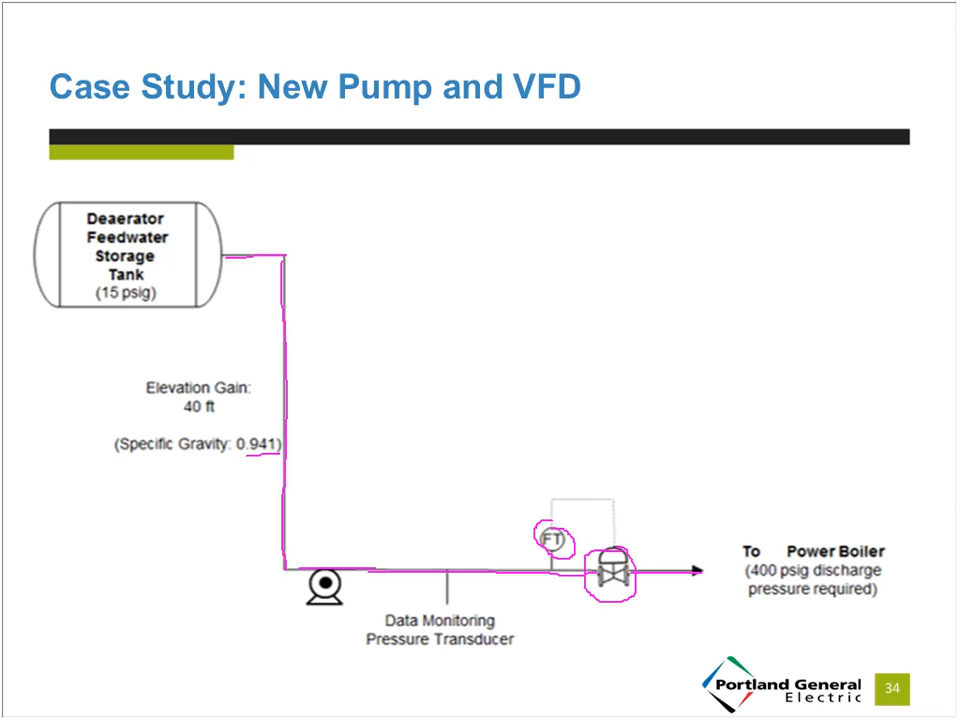 Case Study: New Pump and VFD
Deaerator
Feedwater
Storage
Tank
(15 psig)
Elevation Gain:
40 ft
(Specific Gravity: 0.941)
FT
To Power Boiler
(400 psig discharge
pressure required)
Data Monitoring
Pressure Transducer
Portland General
Electric
34